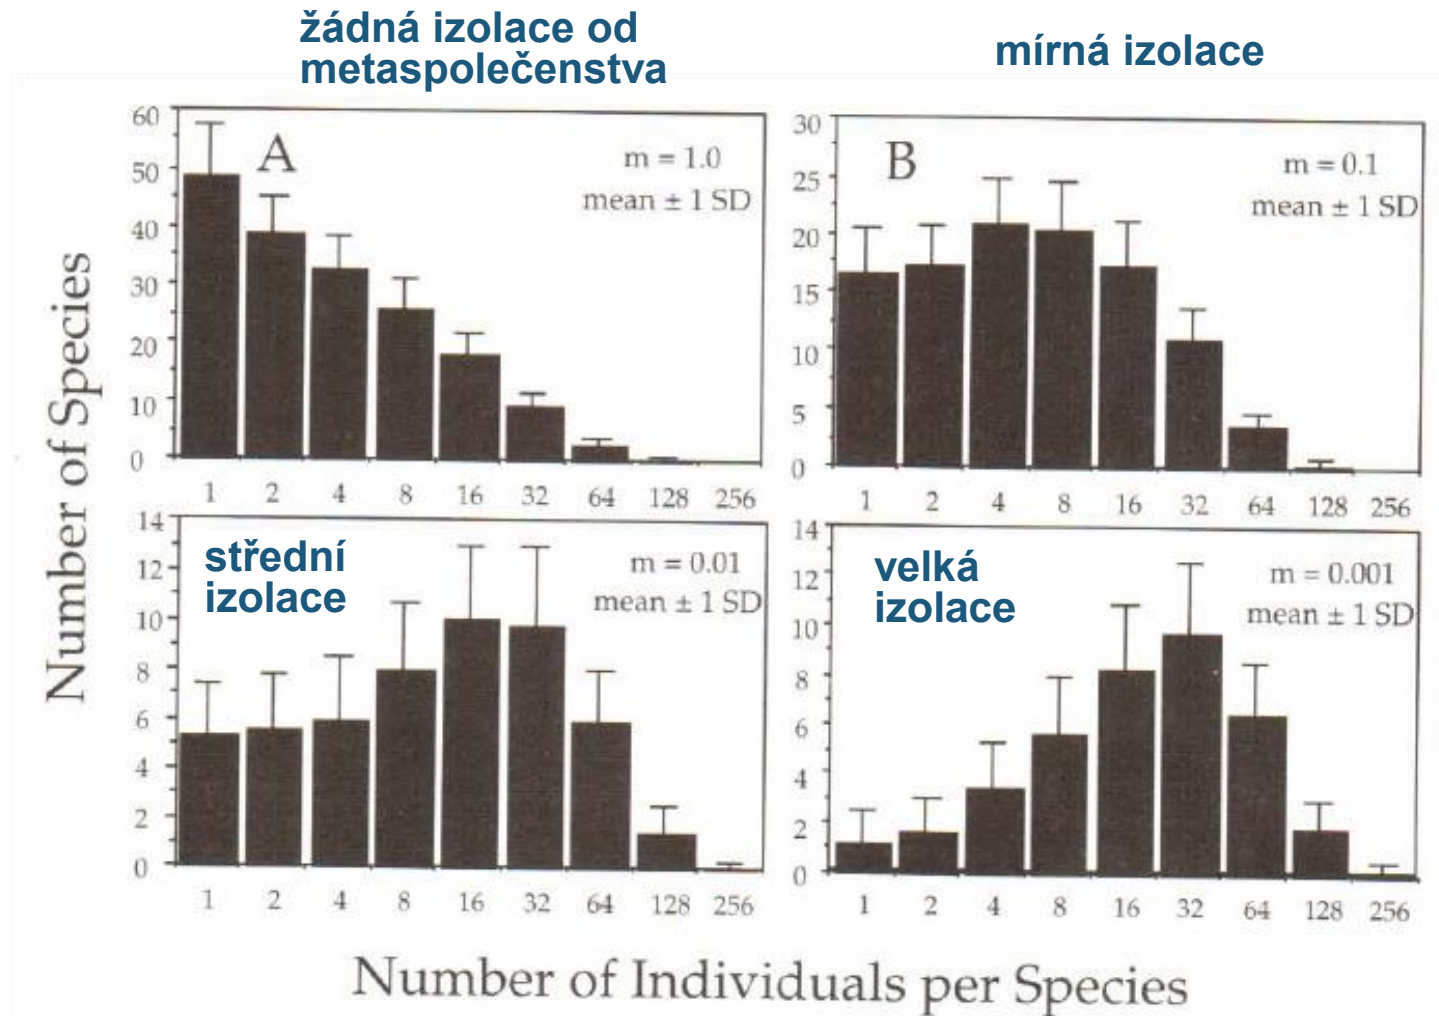 žádná izolace od
metaspolečenstva
mírná izolace
Number of Species
60
50
40
30
20
10
0
A
m = 1.0
mean ± 1 SD
1 2 4 8 16 32 64 128 256
30
25
20
15
10
5
0
B
m = 0.1
mean ± 1 SD
1 2 4 8 16 32 64 128 256
14
12
10
8
6
4
2
0
střední
izolace
m = 0.01
mean ± 1 SD
1 2 4 8 16 32 64 128 256
14
12
10
8
6
4
2
0
velká
izolace
m = 0.001
mean ± 1 SD
1 2 4 8 16 32 64 128 256
Number of Individuals per Species